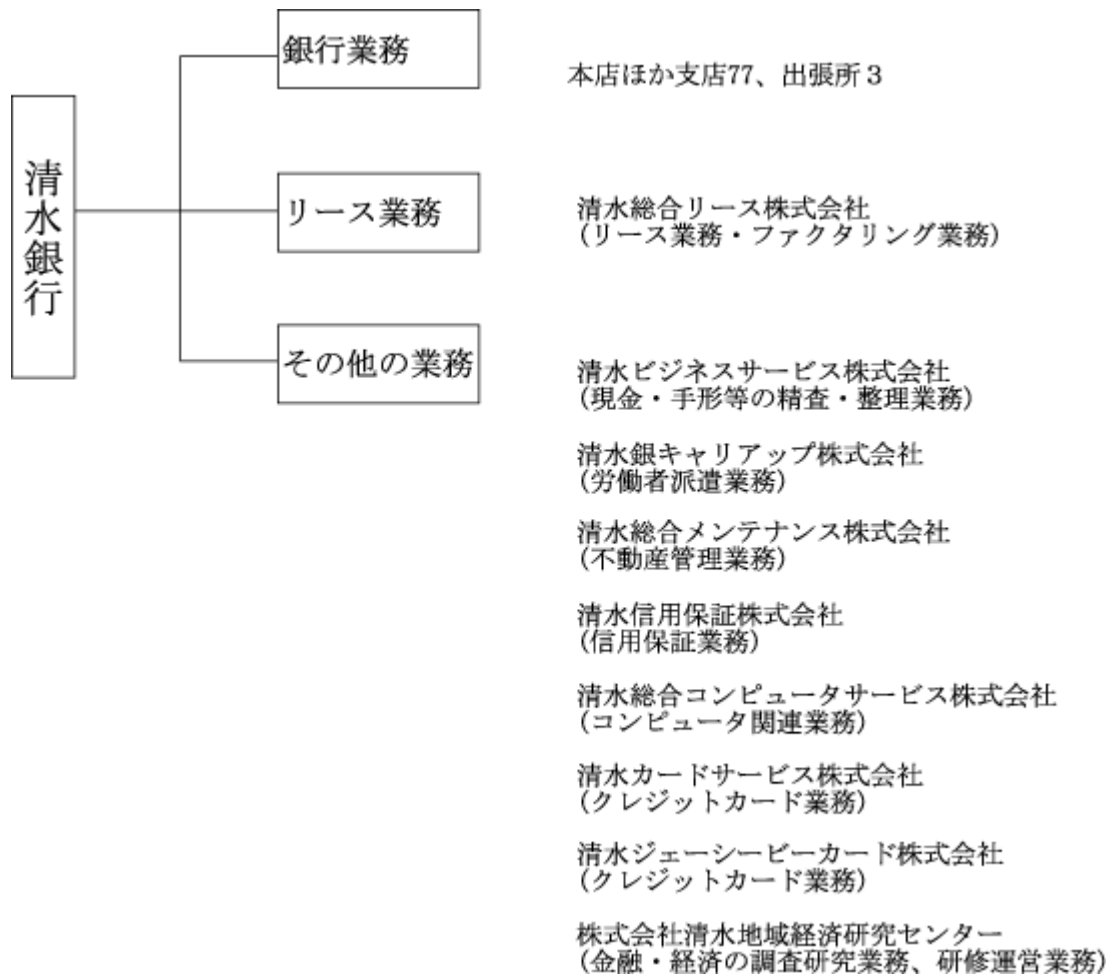 清水銀行
銀行業務
本店ほか支店77、出張所3
リース業務
清水総合リース株式会社
(リース業務・ファクタリング業務)
その他の業務
清水ビジネスサービス株式会社
(現金・手形等の精査・整理業務)
清水銀キャリアップ株式会社
(労働者派遣業務)
清水総合メンテナンス株式会社
(不動産管理業務)
清水信用保証株式会社
(信用保証業務)
清水総合コンピュータサービス株式会社
(コンピュータ関連業務)
清水カードサービス株式会社
(クレジットカード業務)
清水ジェーシービーカード株式会社
(クレジットカード業務)
株式会社清水地域経済研究センター
(金融・経済の調査研究業務、研修運営業務)